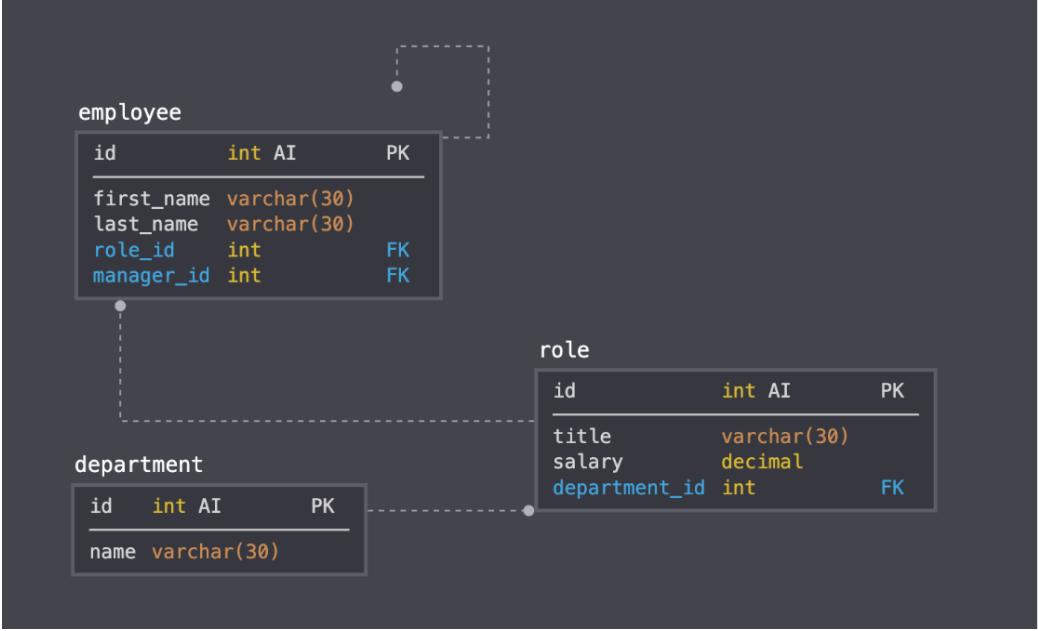 employee
id int AI PK
first_name varchar(30)
last_name varchar(30)
role_id int FK
manager_id int FK
role
id int AI PK
title varchar(30)
salary decimal
department_id int FK
department
id int AI PK
name varchar(30)